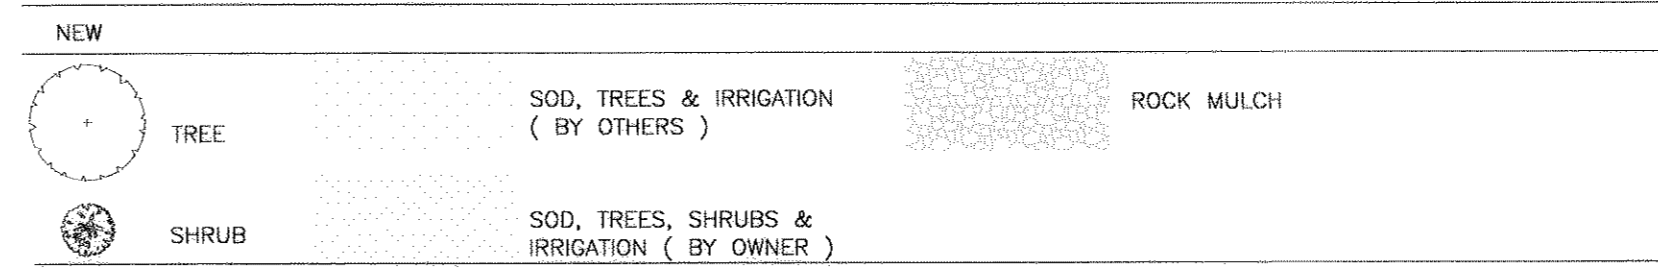 NEW
TREE
SOD, TREES & IRRIGATION
( BY OTHERS )
ROCK MULCH
SHRUB
SOD, TREES, SHRUBS &
IRRIGATION ( BY OWNER )